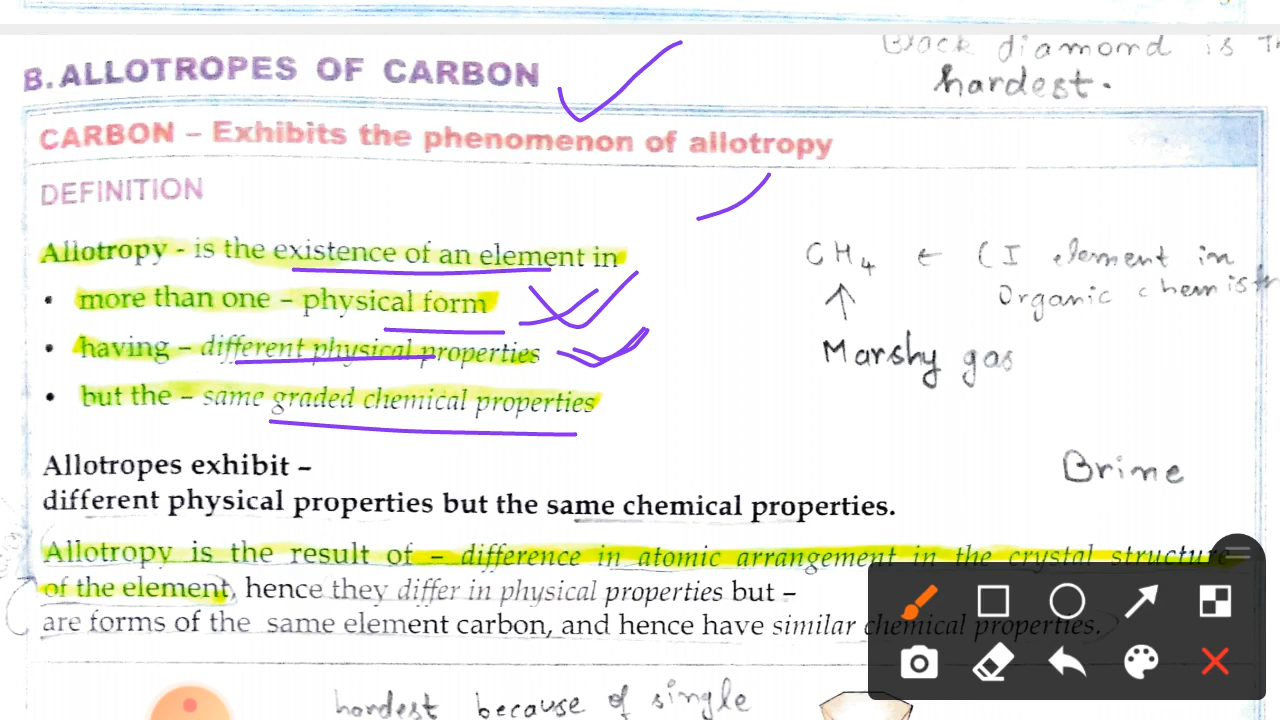 Black diamond is
hardest.
B. ALLOTROPES OF CARBON
CARBON – Exhibits the phenomenon of allotropy
DEFINITION
Allotropy - is the existence of an element in
• more than one – physical form
• having – different physical properties
• but the – same graded chemical properties
CH4 ← (I element in
Organic chemistr
↑
Marshy gas
Allotropes exhibit –
different physical properties but the same chemical properties.
Brine
Allotropy is the result of – difference in atomic arrangement in the crystal structure
of the element, hence they differ in physical properties but –
are forms of the same element carbon, and hence have similar chemical properties.
hardest because of single